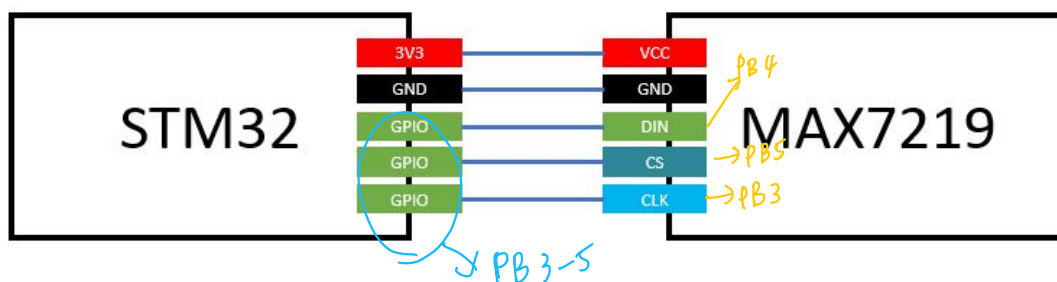 3V3 VCC
PB4
GND GND
STM32 GPIO DIN MAX7219
GPIO CS →PB5
GPIO CLK →PB3
PB3-5